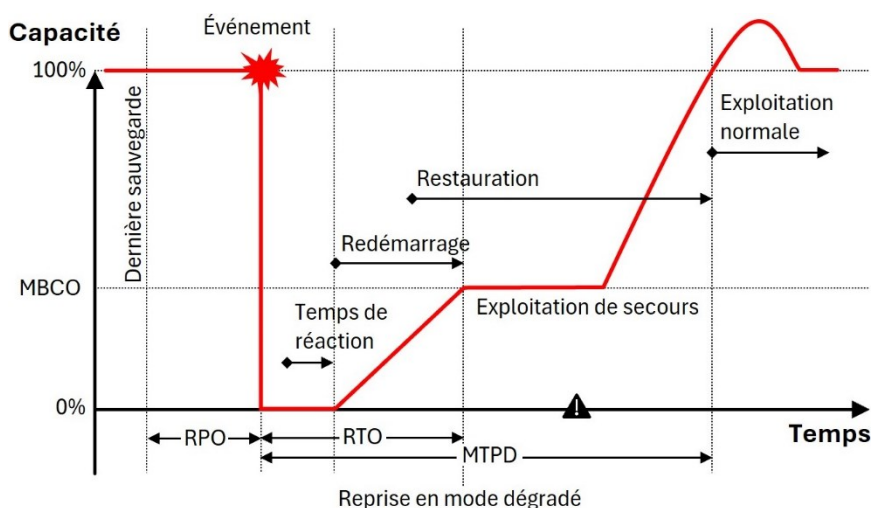 Capacité
Événement
100%
Dernière sauvegarde
Exploitation
normale
Restauration
Redémarrage
MBCO
Exploitation de secours
Temps de
réaction
0%
!
Temps
RPO
RTO
MTPD
Reprise en mode dégradé